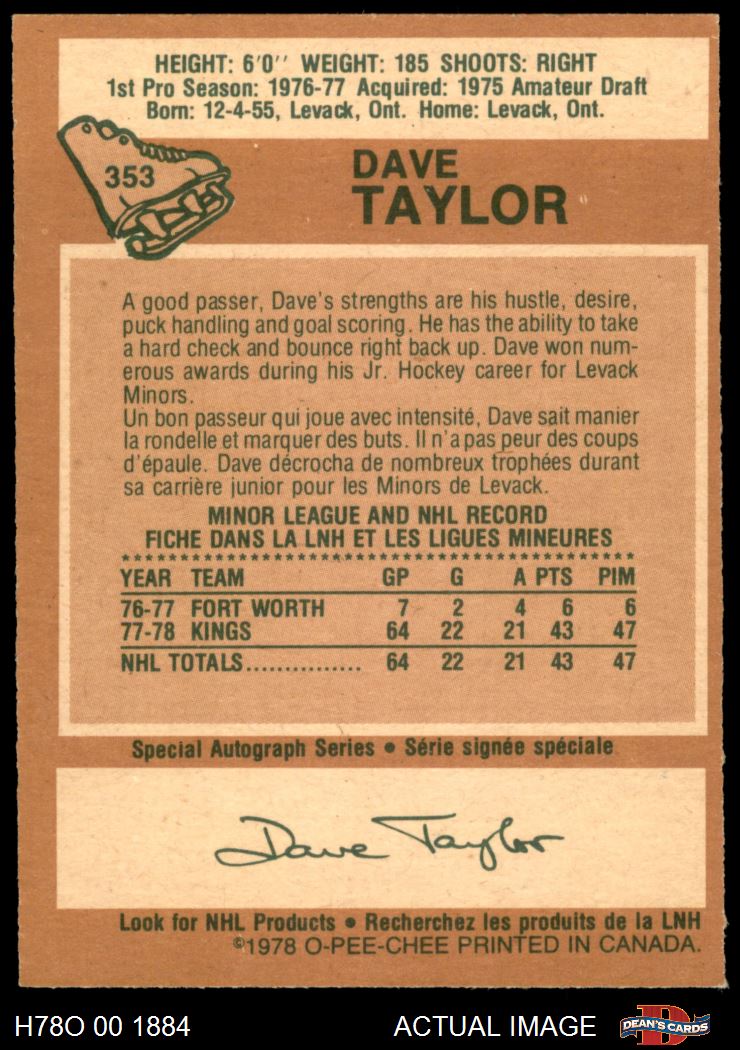 HEIGHT: 6'0'' WEIGHT: 185 SHOOTS: RIGHT
1st Pro Season: 1976-77 Acquired: 1975 Amateur Draft
Born: 12-4-55, Levack, Ont. Home: Levack, Ont.
353
DAVE
TAYLOR
A good passer, Dave's strengths are his hustle, desire,
puck handling and goal scoring. He has the ability to take
a hard check and bounce right back up. Dave won num-
erous awards during his Jr. Hockey career for Levack
Minors.
Un bon passeur qui joue avec intensité, Dave sait manier
la rondelle et marquer des buts. Il n'a pas peur des coups
d'épaule. Dave décrocha de nombreux trophées durant
sa carrière junior pour les Minors de Levack.
MINOR LEAGUE AND NHL RECORD
FICHE DANS LA LNH ET LES LIGUES MINEURES
YEAR TEAM GP G A PTS PIM
76-77 FORT WORTH 7 2 4 6 6
77-78 KINGS 64 22 21 43 47
NHL TOTALS............... 64 22 21 43 47
Special Autograph Series • Série signée spéciale
Dave Taylor
Look for NHL Products • Recherchez les produits de la LNH
©1978 O-PEE-CHEE PRINTED IN CANADA.
H78O 00 1884 ACTUAL IMAGE D DEAN'S CARDS